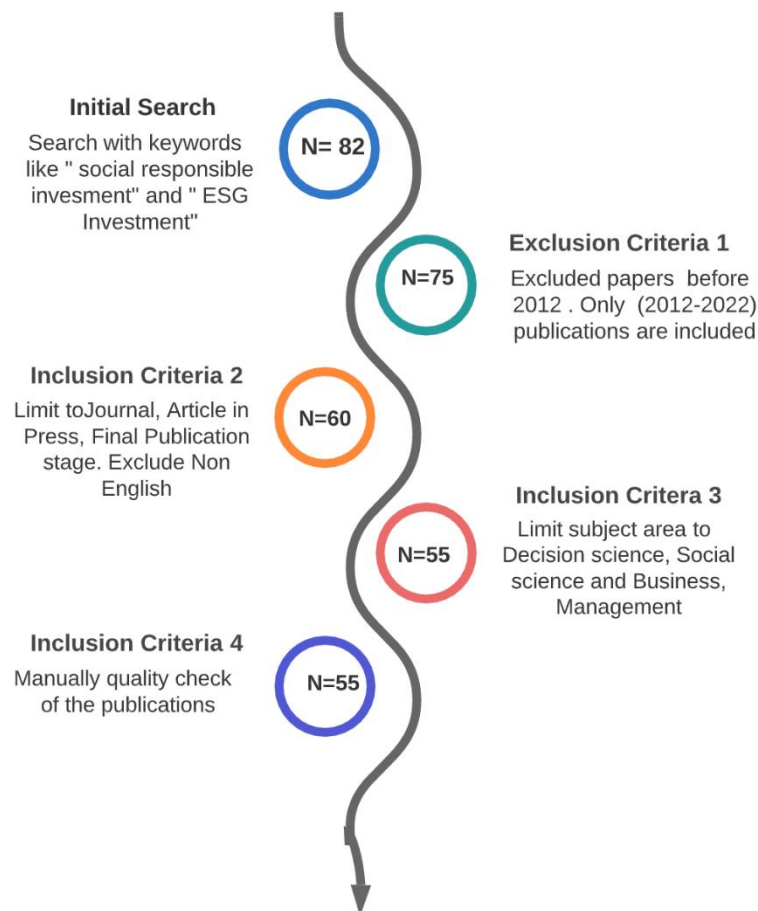 Initial Search
Search with keywords
like " social responsible
invesment" and " ESG
Investment"
N= 82
Exclusion Criteria 1
Excluded papers before
2012 . Only (2012-2022)
publications are included
N=75
Inclusion Criteria 2
Limit toJournal, Article in
Press, Final Publication
stage. Exclude Non
English
N=60
Inclusion Critera 3
Limit subject area to
Decision science, Social
science and Business,
Management
N=55
Inclusion Criteria 4
Manually quality check
of the publications
N=55